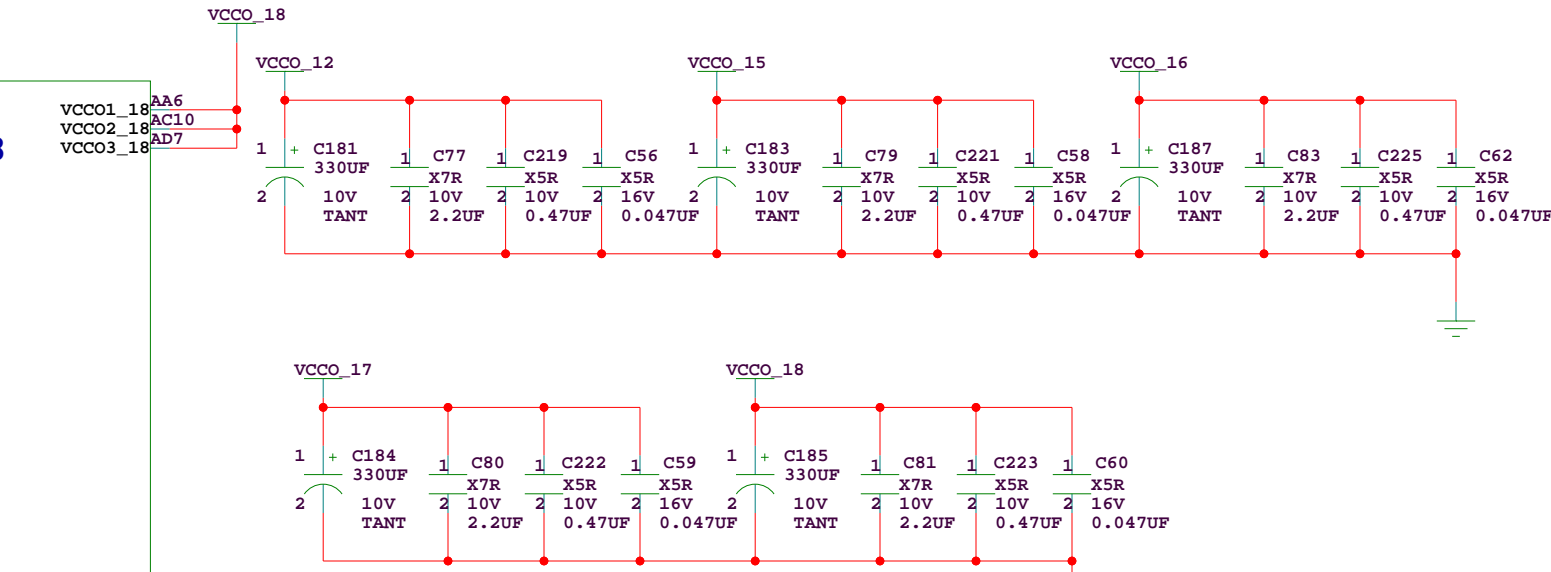 VCCO_18
VCCO1_18 AA6
VCCO2_18 AC10
VCCO3_18 AD7
VCCO_12
1 + C181
330UF
2 10V
TANT
1 C77
X7R
2 10V
2.2UF
1 C219
X5R
2 10V
0.47UF
1 C56
X5R
2 16V
0.047UF
VCCO_15
1 + C183
330UF
2 10V
TANT
1 C79
X7R
2 10V
2.2UF
1 C221
X5R
2 10V
0.47UF
1 C58
X5R
2 16V
0.047UF
VCCO_16
1 + C187
330UF
2 10V
TANT
1 C83
X7R
2 10V
2.2UF
1 C225
X5R
2 10V
0.47UF
1 C62
X5R
2 16V
0.047UF
VCCO_17
1 + C184
330UF
2 10V
TANT
1 C80
X7R
2 10V
2.2UF
1 C222
X5R
2 10V
0.47UF
1 C59
X5R
2 16V
0.047UF
VCCO_18
1 + C185
330UF
2 10V
TANT
1 C81
X7R
2 10V
2.2UF
1 C223
X5R
2 10V
0.47UF
1 C60
X5R
2 16V
0.047UF